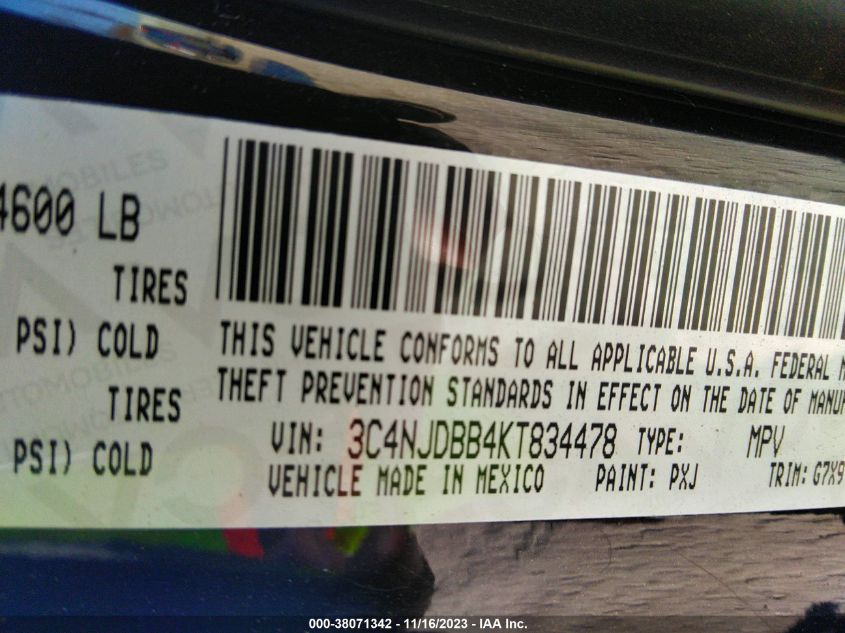 4600 LB
TIRES
PSI) COLD
TIRES
PSI) COLD
THIS VEHICLE CONFORMS TO ALL APPLICABLE U.S.A. FEDERAL
THEFT PREVENTION STANDARDS IN EFFECT ON THE DATE OF
VIN: 3C4NJDBB4KT834478 TYPE: MPV
VEHICLE MADE IN MEXICO PAINT: PXJ TRIM: G7X9
000-38071342 - 11/16/2023 - IAA Inc.